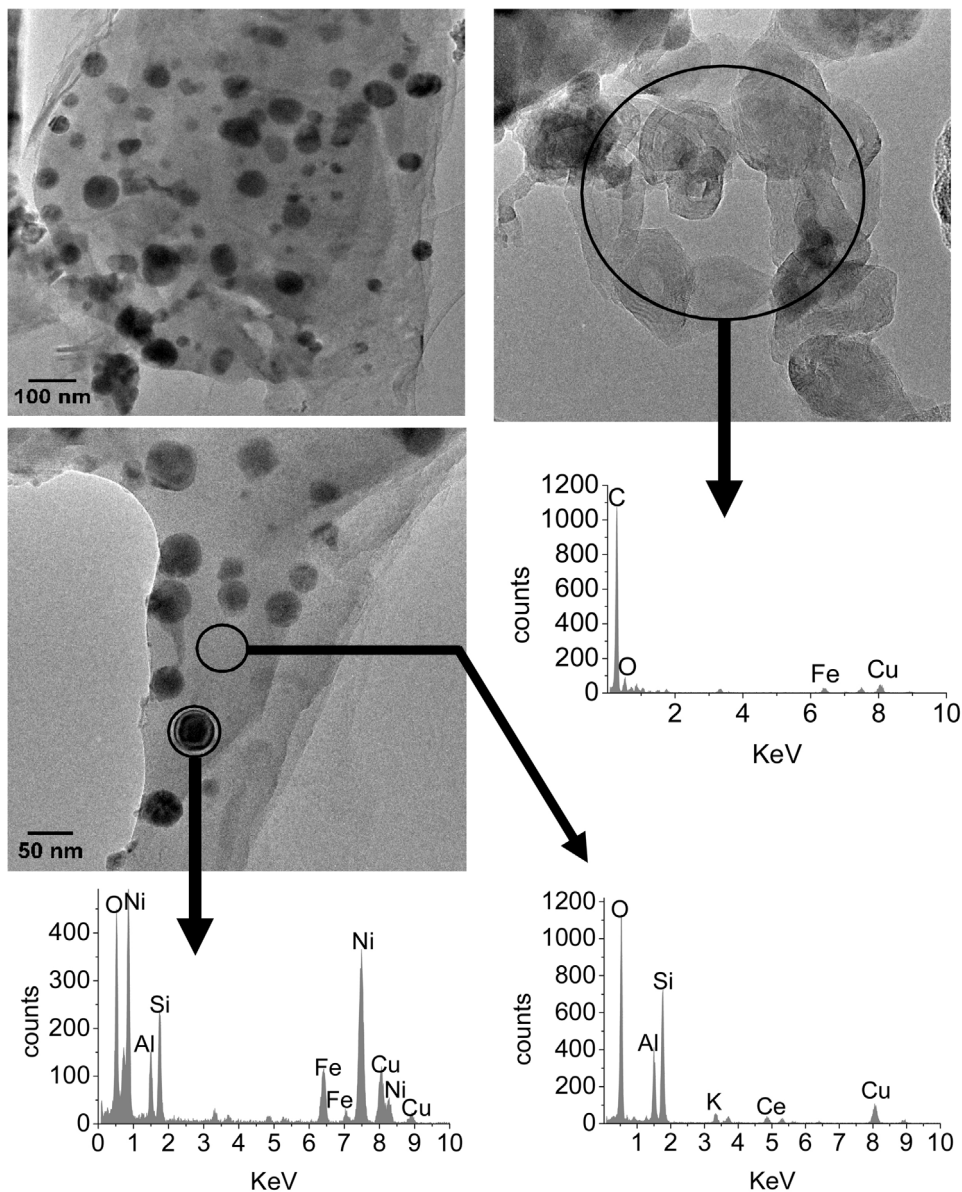 100 nm
50 nm
1200
1000
800
600
400
200
0
counts
C
O
Fe
Cu
2
4
6
8
10
KeV
400
300
200
100
0
counts
O
Ni
Al
Si
Fe
Fe
Ni
Cu
Ni
Cu
0 1 2 3 4 5 6 7 8 9 10
KeV
1200
1000
800
600
400
200
0
counts
O
Al
Si
K
Ce
Cu
1 2 3 4 5 6 7 8 9 10
KeV